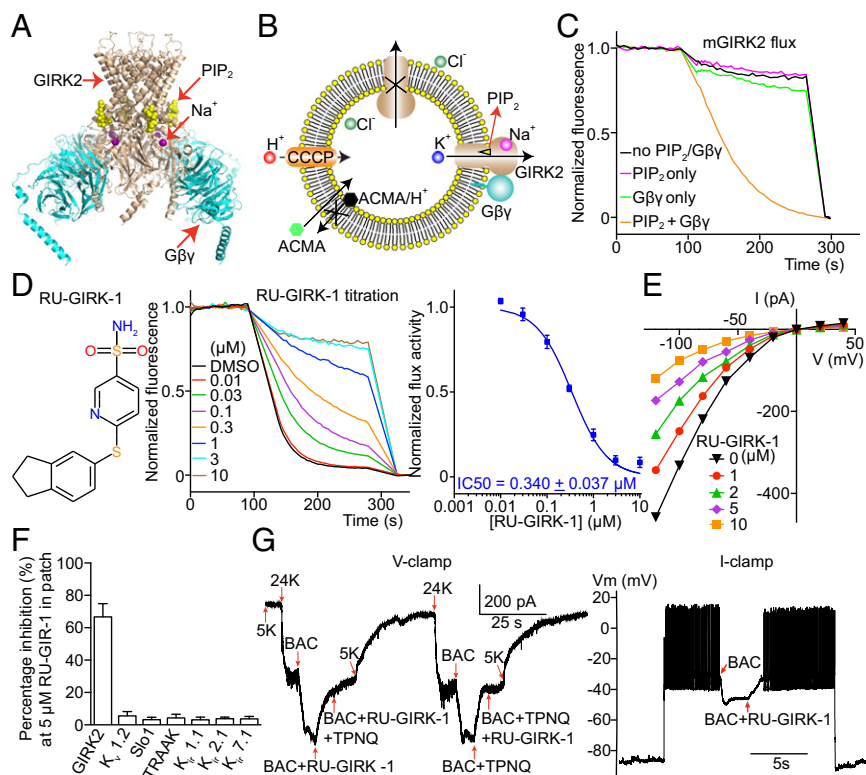 A
GIRK2
PIP2
Na+
Gβγ
B
Cl-
Cl-
PIP2
H+
CCCP
K+
Na+
GIRK2
ACMA/H+
ACMA
Gβγ
C
mGIRK2 flux
Normalized fluorescence
1.0
0.5
0
no PIP2/Gβγ
PIP2 only
Gβγ only
PIP2 + Gβγ
0 100 200 300
Time (s)
D
RU-GIRK-1
NH2
O S O
N
S
RU-GIRK-1 titration
Normalized fluorescence
1.0
0.5
0
(μM)
DMSO
0.01
0.03
0.1
0.3
1
3
10
0 100 200 300
Time (s)
Normalized flux activity
1.0
0.5
0.0
IC50 = 0.340 ± 0.037 μM
0.001 0.01 0.1 1 10
[RU-GIRK-1] (μM)
E
I (pA)
-100 -50 50
V (mV)
-200
-400
RU-GIRK-1
0 (μM)
1
2
5
10
F
Percentage inhibition (%)
at 5 μM RU-GIR-1 in patch
100
80
60
40
20
0
GIRK2
Kv 1.2
Slo1
TRAAK
Kir 1.1
Kir 2.1
Kir 7.1
G
V-clamp
24K
5K
BAC
5K
24K
BAC
5K
200 pA
25 s
BAC+RU-GIRK-1
+TPNQ
BAC+RU-GIRK -1
BAC+TPNQ
+RU-GIRK-1
BAC+TPNQ
I-clamp
Vm (mV)
20
0
-20
-40
-60
-80
BAC
BAC+RU-GIRK-1
5s